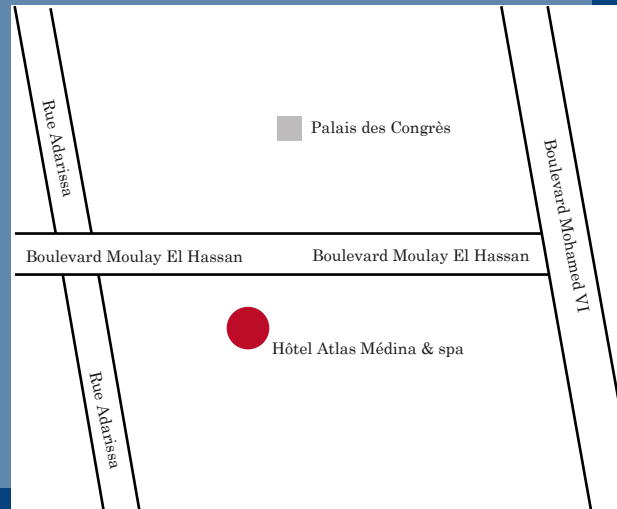 Rue Adarissa
Palais des Congrès
Boulevard Mohamed VI
Boulevard Moulay El Hassan
Boulevard Moulay El Hassan
Hôtel Atlas Médina & spa
Rue Adarissa